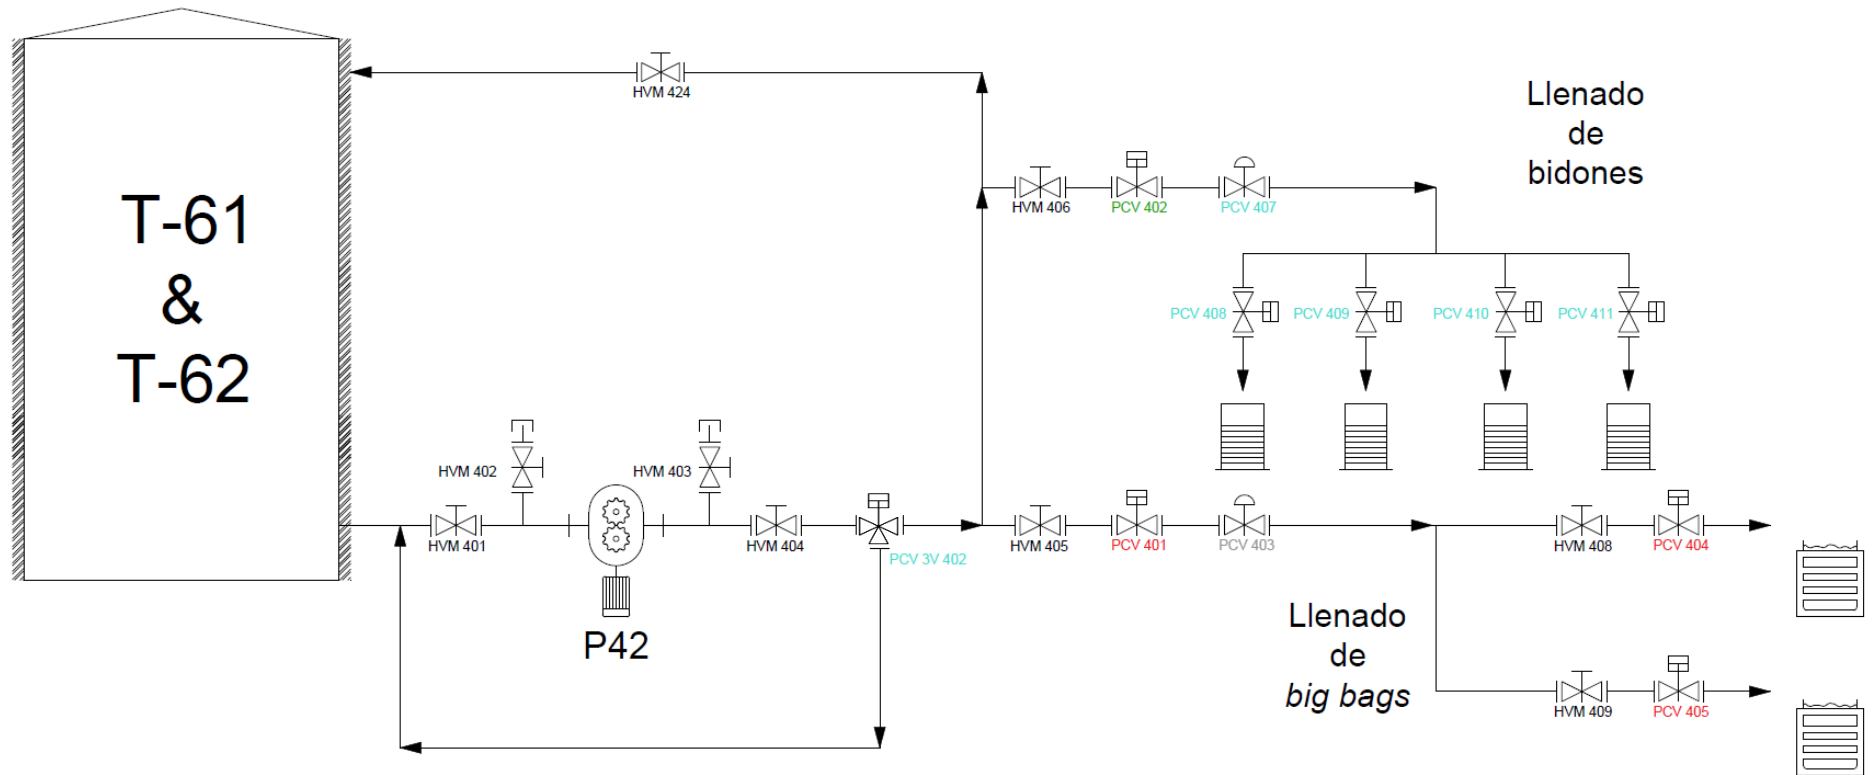 T-61
&
T-62
HVM 424
Llenado
de
bidones
HVM 406
PCV 402
PCV 407
PCV 408
PCV 409
PCV 410
PCV 411
HVM 402
HVM 403
HVM 401
HVM 404
PCV 3V 402
HVM 405
PCV 401
PCV 403
HVM 408
PCV 404
P42
Llenado
de
big bags
HVM 409
PCV 405